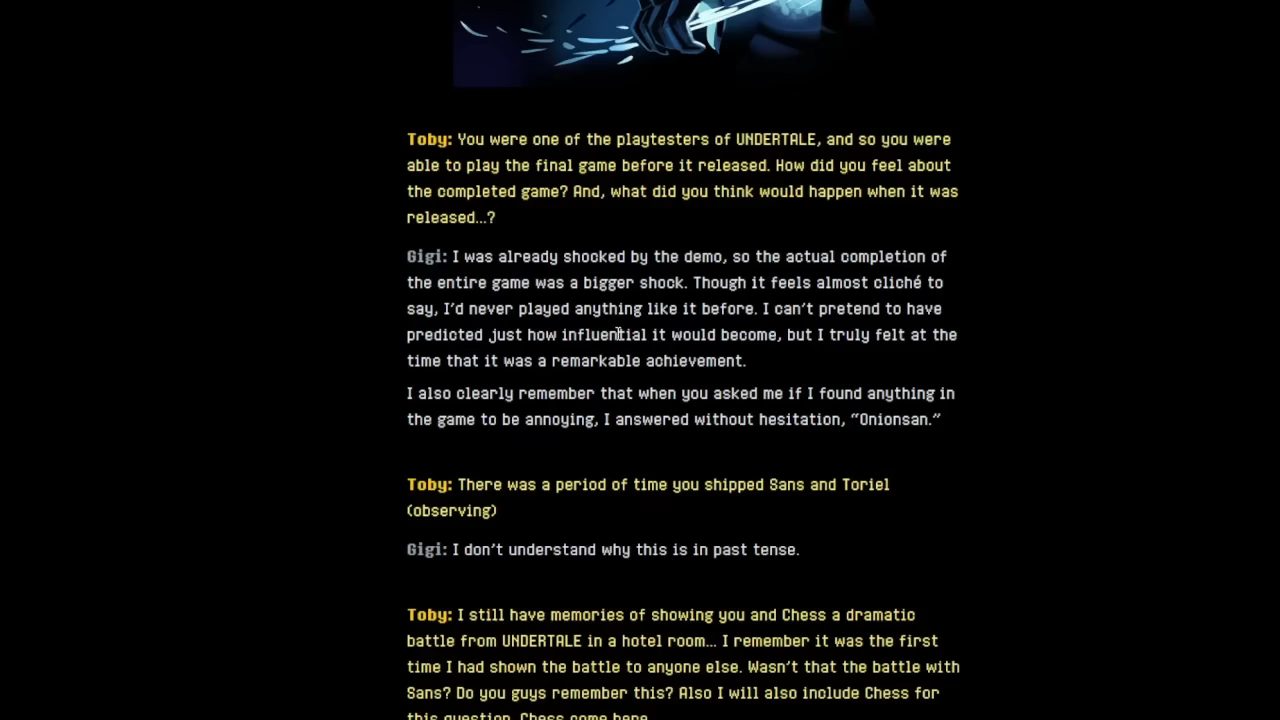 Toby: You were one of the playtesters of UNDERTALE, and so you were
able to play the final game before it released. How did you feel about
the completed game? And, what did you think would happen when it was
released...?
Gigi: I was already shocked by the demo, so the actual completion of
the entire game was a bigger shock. Though it feels almost cliché to
say, I'd never played anything like it before. I can't pretend to have
predicted just how influential it would become, but I truly felt at the
time that it was a remarkable achievement.
I also clearly remember that when you asked me if I found anything in
the game to be annoying, I answered without hesitation, “Onionsan.”
Toby: There was a period of time you shipped Sans and Toriel
(observing)
Gigi: I don't understand why this is in past tense.
Toby: I still have memories of showing you and Chess a dramatic
battle from UNDERTALE in a hotel room... I remember it was the first
time I had shown the battle to anyone else. Wasn't that the battle with
Sans? Do you guys remember this? Also I will also include Chess for
this question. Chess come here